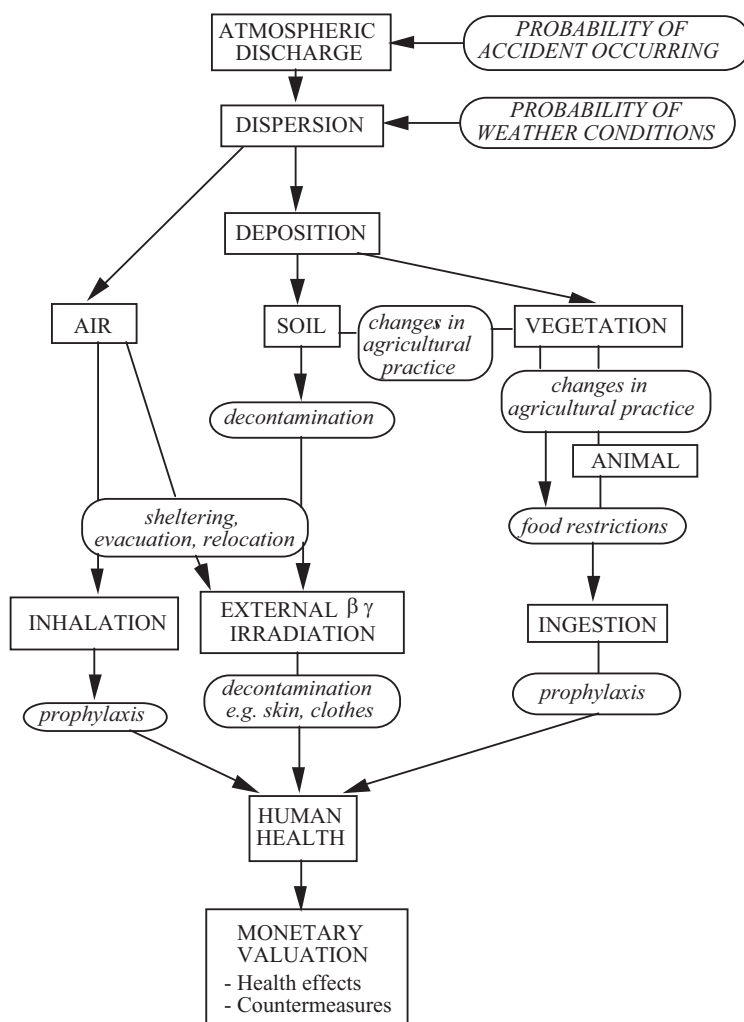 ATMOSPHERIC
DISCHARGE
PROBABILITY OF
ACCIDENT OCCURRING
DISPERSION
PROBABILITY OF
WEATHER CONDITIONS
DEPOSITION
AIR
SOIL
changes in
agricultural
practice
VEGETATION
decontamination
changes in
agricultural practice
ANIMAL
sheltering,
evacuation, relocation
food restrictions
INHALATION
EXTERNAL β γ
IRRADIATION
INGESTION
prophylaxis
decontamination
e.g. skin, clothes
prophylaxis
HUMAN
HEALTH
MONETARY
VALUATION
- Health effects
- Countermeasures